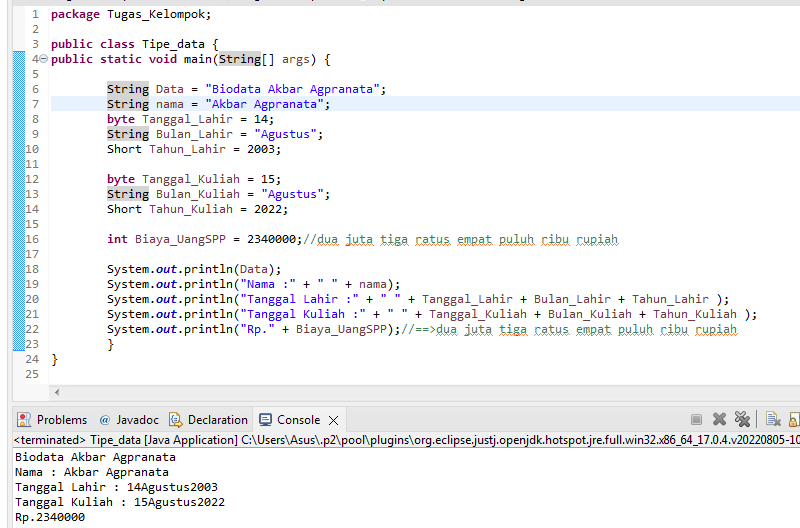 1 package Tugas_Kelompok;
2
3 public class Tipe_data {
4 public static void main(String[] args) {
5
6 String Data = "Biodata Akbar Agpranata";
7 String nama = "Akbar Agpranata";
8 byte Tanggal_Lahir = 14;
9 String Bulan_Lahir = "Agustus";
10 Short Tahun_Lahir = 2003;
11
12 byte Tanggal_Kuliah = 15;
13 String Bulan_Kuliah = "Agustus";
14 Short Tahun_Kuliah = 2022;
15
16 int Biaya_UangSPP = 2340000;//dua juta tiga ratus empat puluh ribu rupiah
17
18 System.out.println(Data);
19 System.out.println("Nama :" + " " + nama);
20 System.out.println("Tanggal Lahir :" + " " + Tanggal_Lahir + Bulan_Lahir + Tahun_Lahir );
21 System.out.println("Tanggal Kuliah :" + " " + Tanggal_Kuliah + Bulan_Kuliah + Tahun_Kuliah );
22 System.out.println("Rp." + Biaya_UangSPP);//==>dua juta tiga ratus empat puluh ribu rupiah
23 }
24 }
25
Problems @ Javadoc Declaration Console
<terminated> Tipe_data [Java Application] C:\Users\Asus\.p2\pool\plugins\org.eclipse.justj.openjdk.hotspot.jre.full.win32.x86_64_17.0.4.v20220805-10
Biodata Akbar Agpranata
Nama : Akbar Agpranata
Tanggal Lahir : 14Agustus2003
Tanggal Kuliah : 15Agustus2022
Rp.2340000